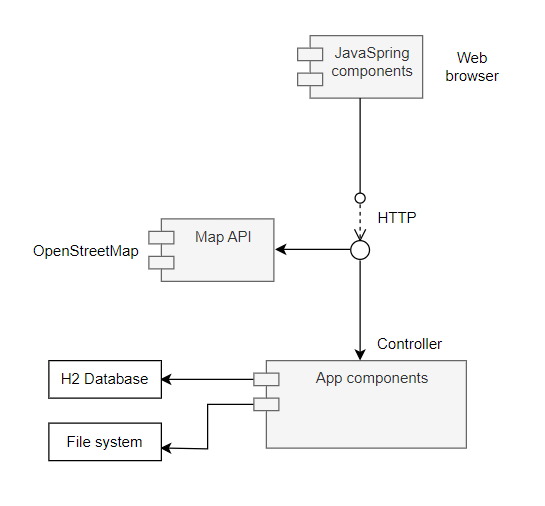 JavaSpring
components
Web
browser
HTTP
Map API
OpenStreetMap
Controller
App components
H2 Database
File system